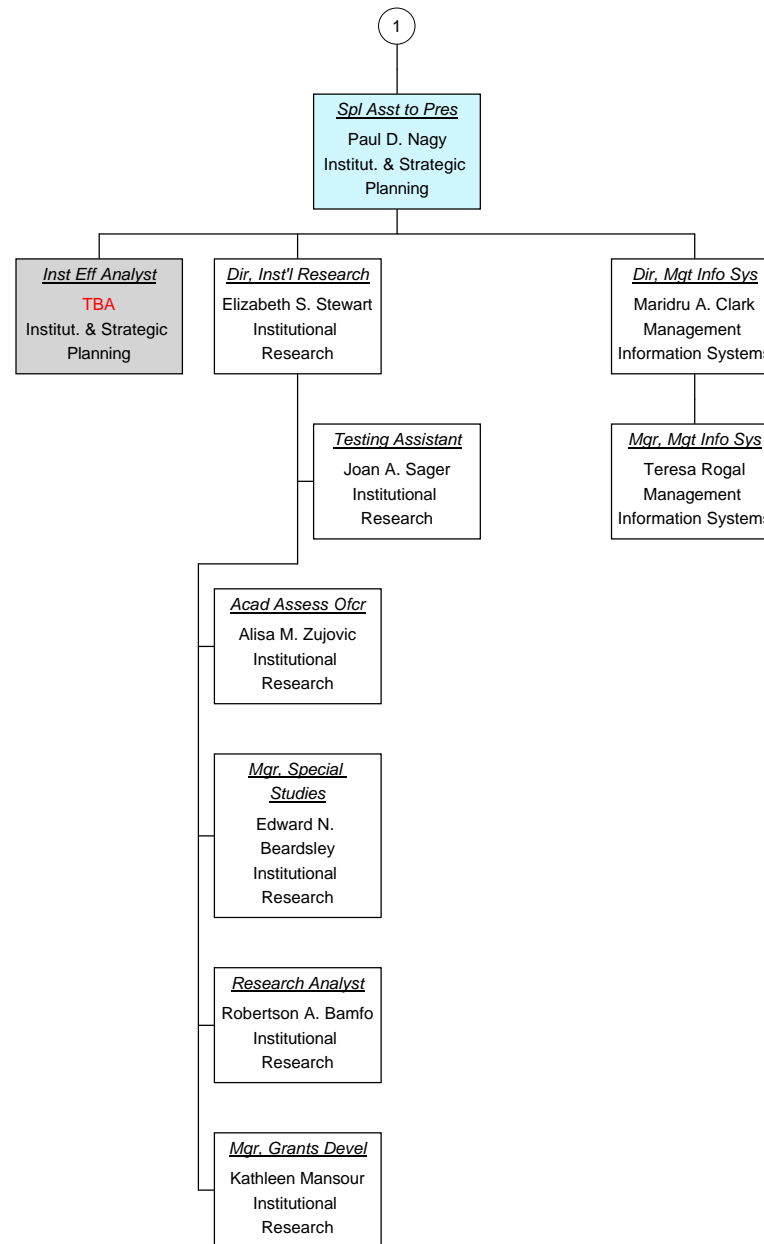 1
Spl Asst to Pres
Paul D. Nagy
Institut. & Strategic
Planning
Inst Eff Analyst
TBA
Institut. & Strategic
Planning
Dir, Inst'l Research
Elizabeth S. Stewart
Institutional
Research
Dir, Mgt Info Sys
Maridru A. Clark
Management
Information Systems
Testing Assistant
Joan A. Sager
Institutional
Research
Mgr, Mgt Info Sys
Teresa Rogal
Management
Information Systems
Acad Assess Ofcr
Alisa M. Zujovic
Institutional
Research
Mgr, Special
Studies
Edward N.
Beardsley
Institutional
Research
Research Analyst
Robertson A. Bamfo
Institutional
Research
Mgr, Grants Devel
Kathleen Mansour
Institutional
Research